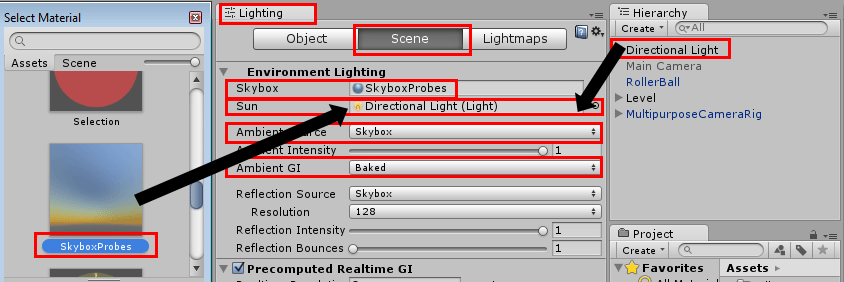 Select Material
Assets Scene
Selection
SkyboxProbes
Lighting
Object Scene Lightmaps
Environment Lighting
Skybox SkyboxProbes
Sun Directional Light (Light)
Ambient Source Skybox
Ambient Intensity 1
Ambient GI Baked
Reflection Source Skybox
Resolution 128
Reflection Intensity 1
Reflection Bounces 1
Precomputed Realtime GI
Hierarchy
Create All
Directional Light
Main Camera
RollerBall
Level
MultipurposeCameraRig
Project
Create
Favorites Assets